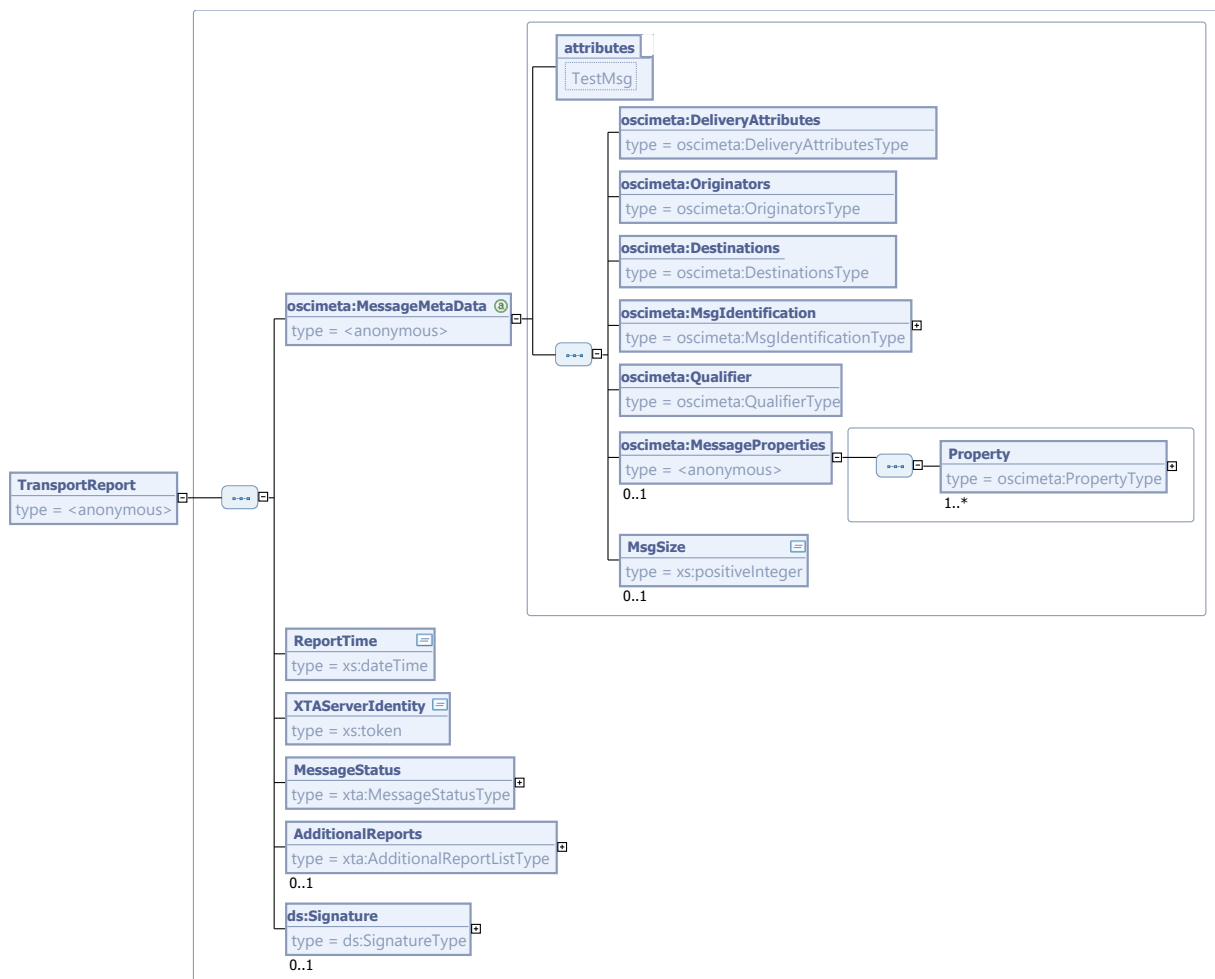 attributes
TestMsg
oscimeta:DeliveryAttributes
type = oscimeta:DeliveryAttributesType
oscimeta:Originators
type = oscimeta:OriginatorsType
oscimeta:Destinations
type = oscimeta:DestinationsType
oscimeta:MessageMetaData a
type = <anonymous>
oscimeta:MsgIdentification
type = oscimeta:MsgIdentificationType
oscimeta:Qualifier
type = oscimeta:QualifierType
oscimeta:MessageProperties
type = <anonymous>
0..1
Property
type = oscimeta:PropertyType
1..*
TransportReport
type = <anonymous>
MsgSize
type = xs:positiveInteger
0..1
ReportTime
type = xs:dateTime
XTAServerIdentity
type = xs:token
MessageStatus
type = xta:MessageStatusType
AdditionalReports
type = xta:AdditionalReportListType
0..1
ds:Signature
type = ds:SignatureType
0..1